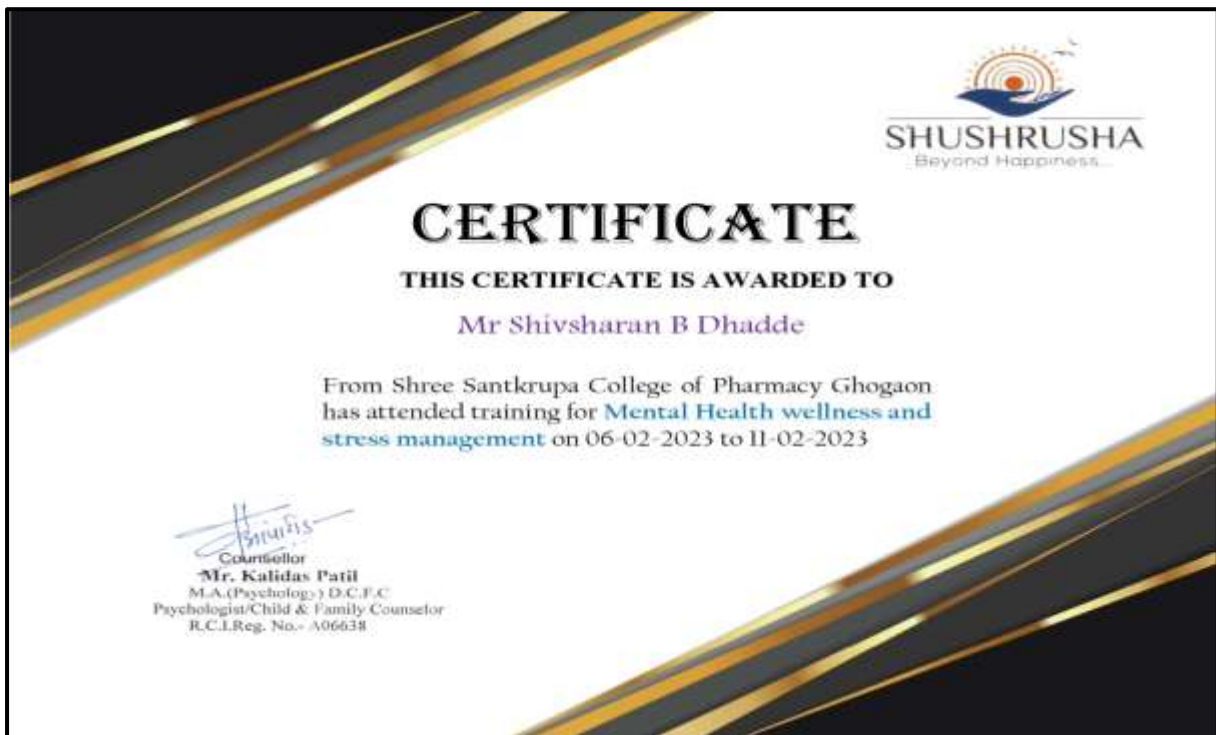 SHUSHRUSHA
Beyond Happiness...
CERTIFICATE
THIS CERTIFICATE IS AWARDED TO
Mr Shivsharan B Dhadde
From Shree Santkrupa College of Pharmacy Ghogaon
has attended training for Mental Health wellness and
stress management on 06-02-2023 to 11-02-2023
Counsellor
Mr. Kalidas Patil
M.A.(Psychology) D.C.F.C
Psychologist/Child & Family Counselor
R.C.I.Reg. No.- A06638